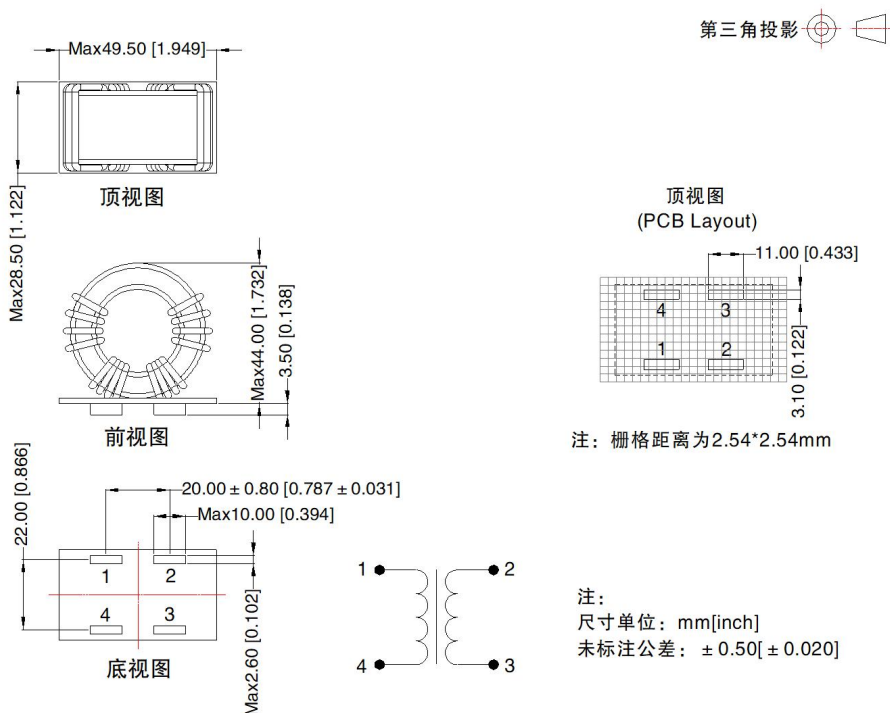 第三角投影
Max49.50 [1.949]
Max28.50 [1.122]
顶视图
Max44.00 [1.732]
3.50 [0.138]
前视图
顶视图
(PCB Layout)
11.00 [0.433]
4 3
1 2
3.10 [0.122]
注：栅格距离为2.54*2.54mm
22.00 [0.866]
20.00 ± 0.80 [0.787 ± 0.031]
Max10.00 [0.394]
1 2
4 3
Max2.60 [0.102]
底视图
1 2
4 3
注：
尺寸单位：mm[inch]
未标注公差：± 0.50[ ± 0.020]